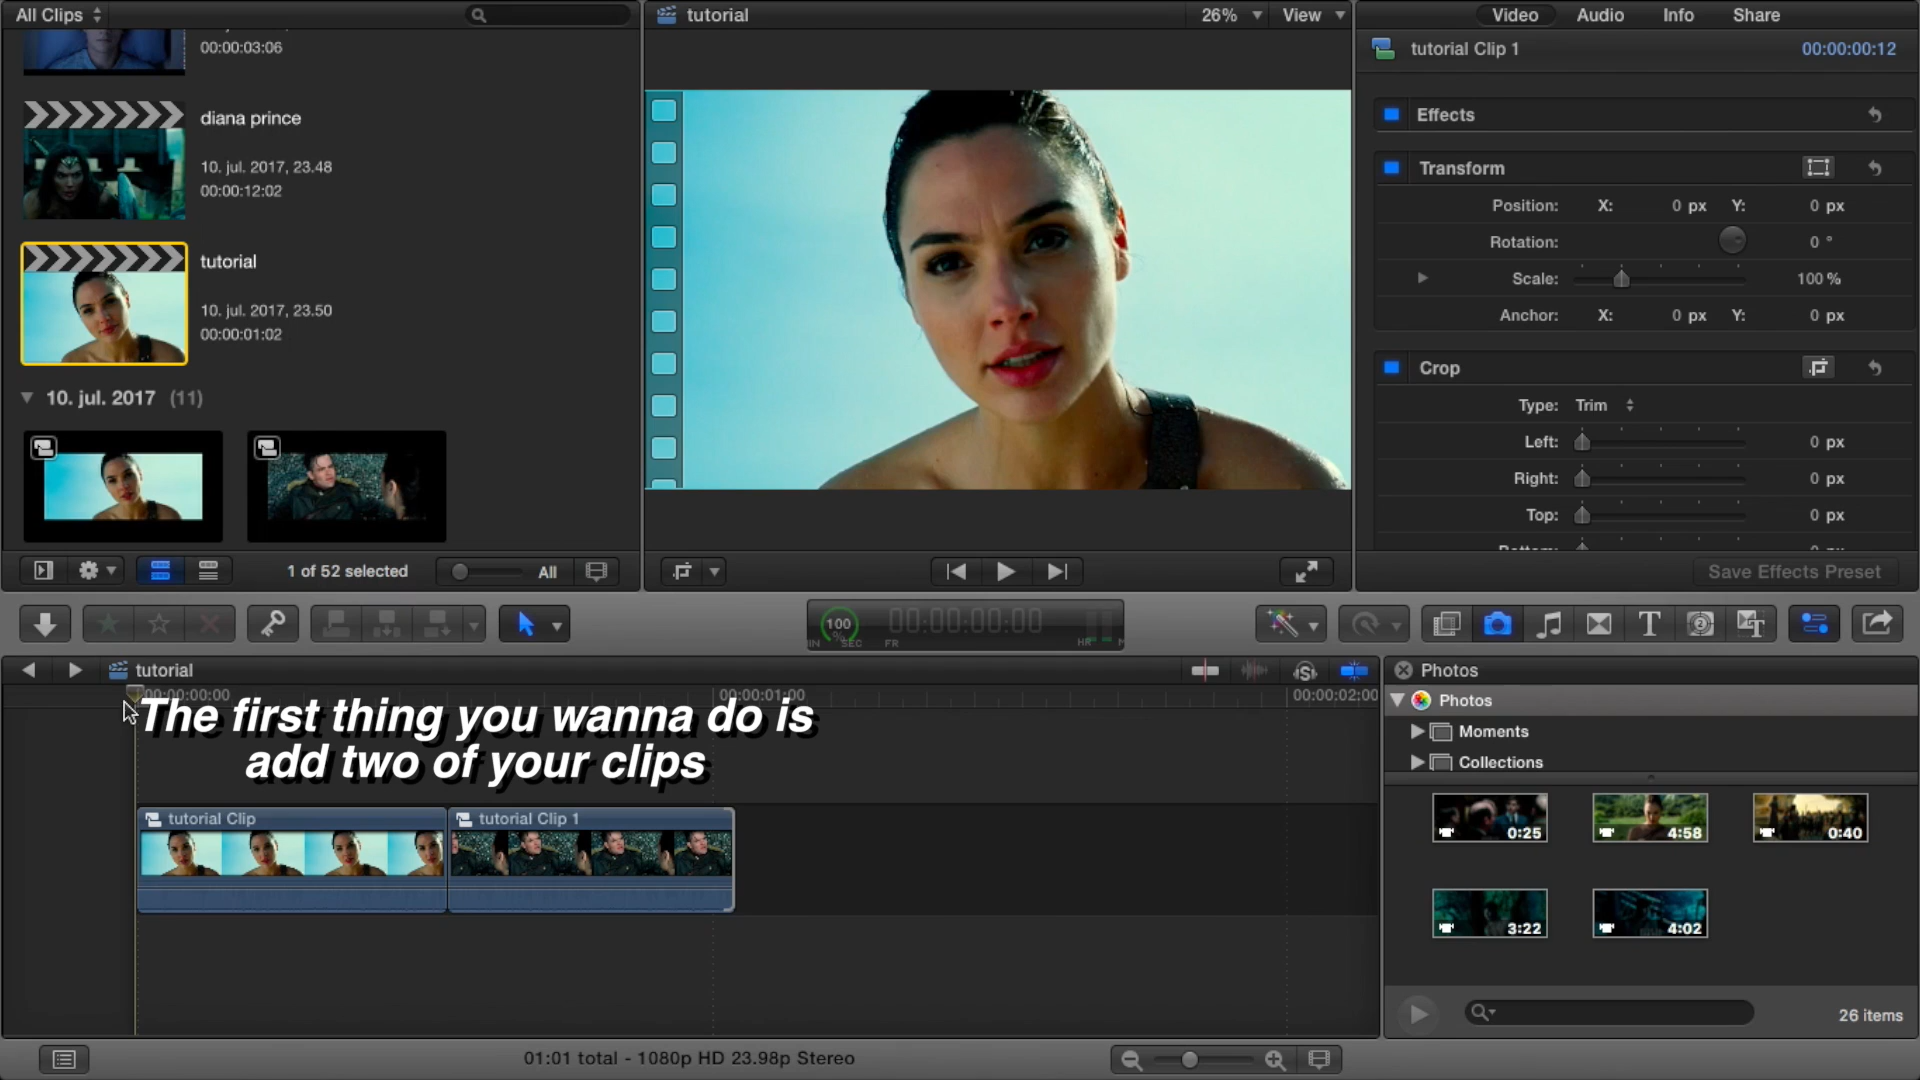 All Clips
00:00:03:06
diana prince
10. jul. 2017, 23.48
00:00:12:02
tutorial
10. jul. 2017, 23.50
00:00:01:02
10. jul. 2017 (11)
1 of 52 selected
All
tutorial
26%
View
Video
Audio
Info
Share
tutorial Clip 1
00:00:00:12
Effects
Transform
Position: X: 0 px Y: 0 px
Rotation: 0 °
Scale: 100 %
Anchor: X: 0 px Y: 0 px
Crop
Type: Trim
Left: 0 px
Right: 0 px
Top: 0 px
Save Effects Preset
100
%
00:00:00:00
SEC
FR
HR
tutorial
00:00:00:00
00:00:01:00
00:00:02:00
The first thing you wanna do is
add two of your clips
tutorial Clip
tutorial Clip 1
Photos
Photos
Moments
Collections
0:25
4:58
0:40
3:22
4:02
26 items
01:01 total - 1080p HD 23.98p Stereo